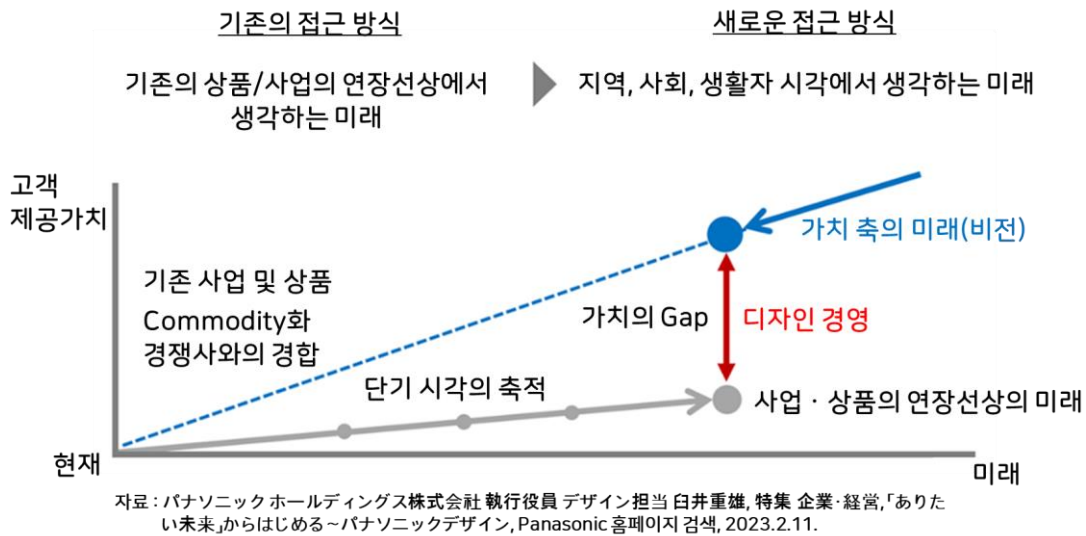 기존의 접근 방식
새로운 접근 방식
기존의 상품/사업의 연장선상에서
생각하는 미래
지역, 사회, 생활자 시각에서 생각하는 미래
고객
제공가치
가치 축의 미래(비전)
기존 사업 및 상품
Commodity화
경쟁사와의 경합
가치의 Gap
디자인 경영
단기 시각의 축적
사업 · 상품의 연장선상의 미래
현재
미래
자료 : パナソニック ホールディングス株式会社 執行役員 デザイン担当 臼井重雄, 特集 企業·経営,「ありた
い未来」からはじめる~パナソニックデザイン, Panasonic 홈페이지 검색, 2023.2.11.